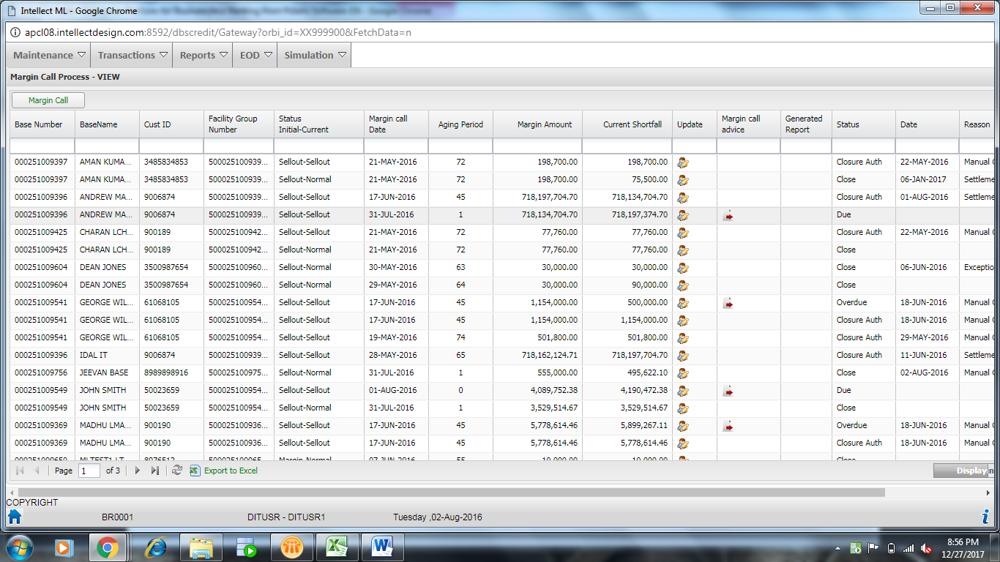 Intellect ML - Google Chrome
apcl08.intellectdesign.com:8592/dbscredit/Gateway?orbi_id=XX999900&FetchData=n
Maintenance Transactions Reports EOD Simulation
Margin Call Process - VIEW
Margin Call
Base Number BaseName Cust ID Facility Group Number Status Initial-Current Margin call Date Aging Period Margin Amount Current Shortfall Update Margin call advice Generated Report Status Date Reason
000251009397 AMAN KUMA... 3485834853 50002510093​9... Sellout-Sellout 21-MAY-2016 72 198,700.00 198,700.00 Closure Auth 22-MAY-2016 Manual
000251009397 AMAN KUMA... 3485834853 500025100939... Sellout-Normal 21-MAY-2016 72 198,700.00 75,500.00 Close 06-JAN-2017 Settleme
000251009396 ANDREW MA... 9006874 500025100939... Sellout-Sellout 17-JUN-2016 45 718,197,704.70 718,134,704.70 Closure Auth 01-AUG-2016 Settleme
000251009396 ANDREW MA... 9006874 500025100939... Sellout-Sellout 31-JUL-2016 1 718,134,704.70 718,197,374.70 Due
000251009425 CHARAN LCH... 900189 500025100942... Sellout-Sellout 21-MAY-2016 72 77,760.00 77,760.00 Closure Auth 22-MAY-2016 Manual
000251009425 CHARAN LCH... 900189 500025100942... Sellout-Normal 21-MAY-2016 72 77,760.00 77,760.00 Close
000251009604 DEAN JONES 3500987654 500025100960... Sellout-Normal 30-MAY-2016 63 30,000.00 30,000.00 Close 06-JUN-2016 Exceptio
000251009604 DEAN JONES 3500987654 500025100960... Sellout-Normal 29-MAY-2016 64 30,000.00 90,000.00 Close
000251009541 GEORGE WIL... 61068105 500025100954... Sellout-Sellout 17-JUN-2016 45 1,154,000.00 500,000.00 Overdue 18-JUN-2016 Manual
000251009541 GEORGE WIL... 61068105 500025100954... Sellout-Sellout 17-JUN-2016 45 1,154,000.00 1,154,000.00 Closure Auth 18-JUN-2016 Manual
000251009541 GEORGE WIL... 61068105 500025100954... Sellout-Sellout 19-MAY-2016 74 501,800.00 501,800.00 Closure Auth 29-MAY-2016 Manual
000251009396 IDAL IT 9006874 500025100939... Sellout-Sellout 28-MAY-2016 65 718,162,124.71 718,197,704.70 Closure Auth 11-JUN-2016 Settleme
000251009756 JEEVAN BASE 8989898916 500025100975... Sellout-Normal 31-JUL-2016 1 555,000.00 495,622.10 Close 02-AUG-2016 Manual
000251009549 JOHN SMITH 50023659 500025100954... Sellout-Sellout 01-AUG-2016 0 4,089,752.38 4,190,472.38 Due
000251009549 JOHN SMITH 50023659 500025100954... Sellout-Normal 31-JUL-2016 1 3,529,514.67 3,529,514.67 Close
000251009369 MADHU LMA... 900190 500025100936... Sellout-Sellout 17-JUN-2016 45 5,778,614.46 5,899,267.11 Overdue 18-JUN-2016 Manual
000251009369 MADHU LMA... 900190 500025100936... Sellout-Sellout 17-JUN-2016 45 5,778,614.46 5,778,614.46 Closure Auth 18-JUN-2016 Manual
Page 1 of 3 Export to Excel Display
COPYRIGHT
BR0001 DITUSR - DITUSR1 Tuesday ,02-Aug-2016
8:56 PM
12/27/2017